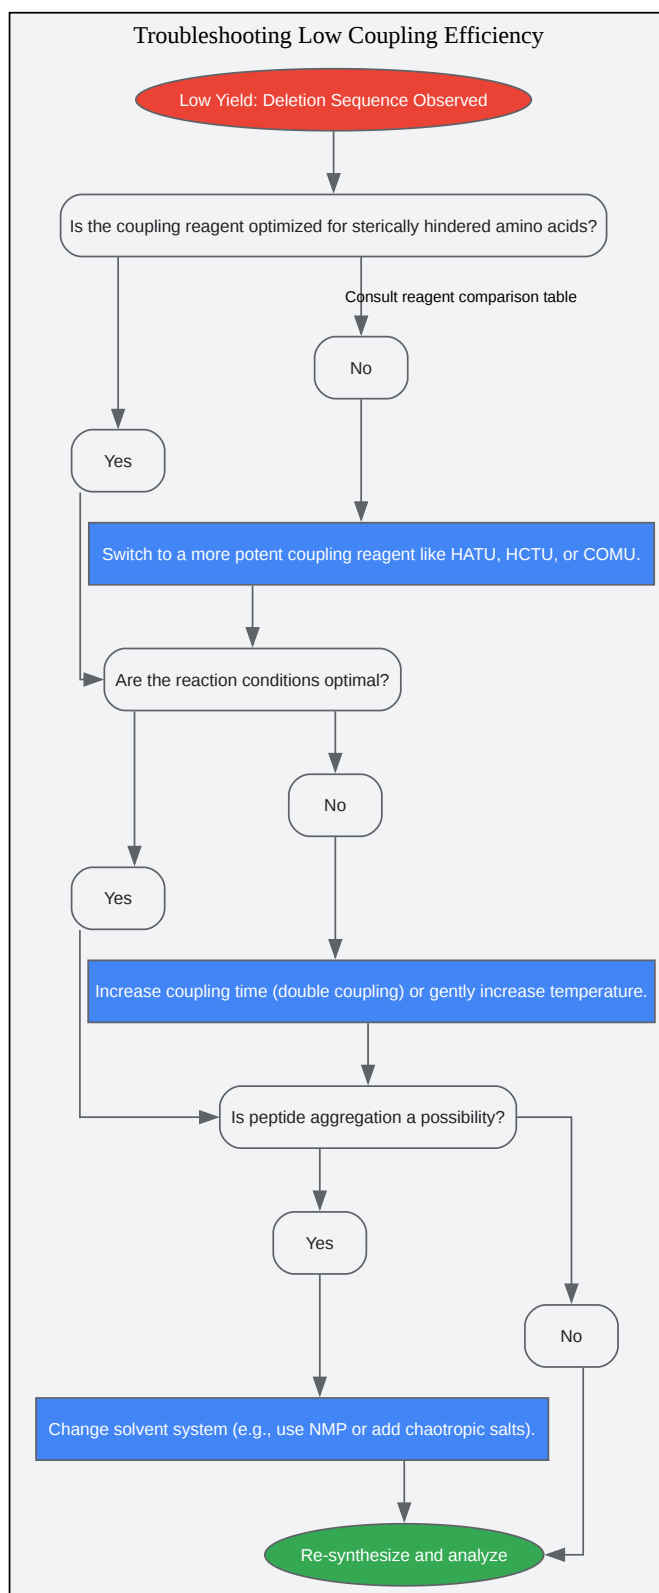 Troubleshooting Low Coupling Efficiency
Low Yield: Deletion Sequence Observed
Is the coupling reagent optimized for sterically hindered amino acids?
Consult reagent comparison table
No
Yes
Switch to a more potent coupling reagent like HATU, HCTU, or COMU.
Are the reaction conditions optimal?
No
Yes
Increase coupling time (double coupling) or gently increase temperature.
Is peptide aggregation a possibility?
Yes
No
Change solvent system (e.g., use NMP or add chaotropic salts).
Re-synthesize and analyze